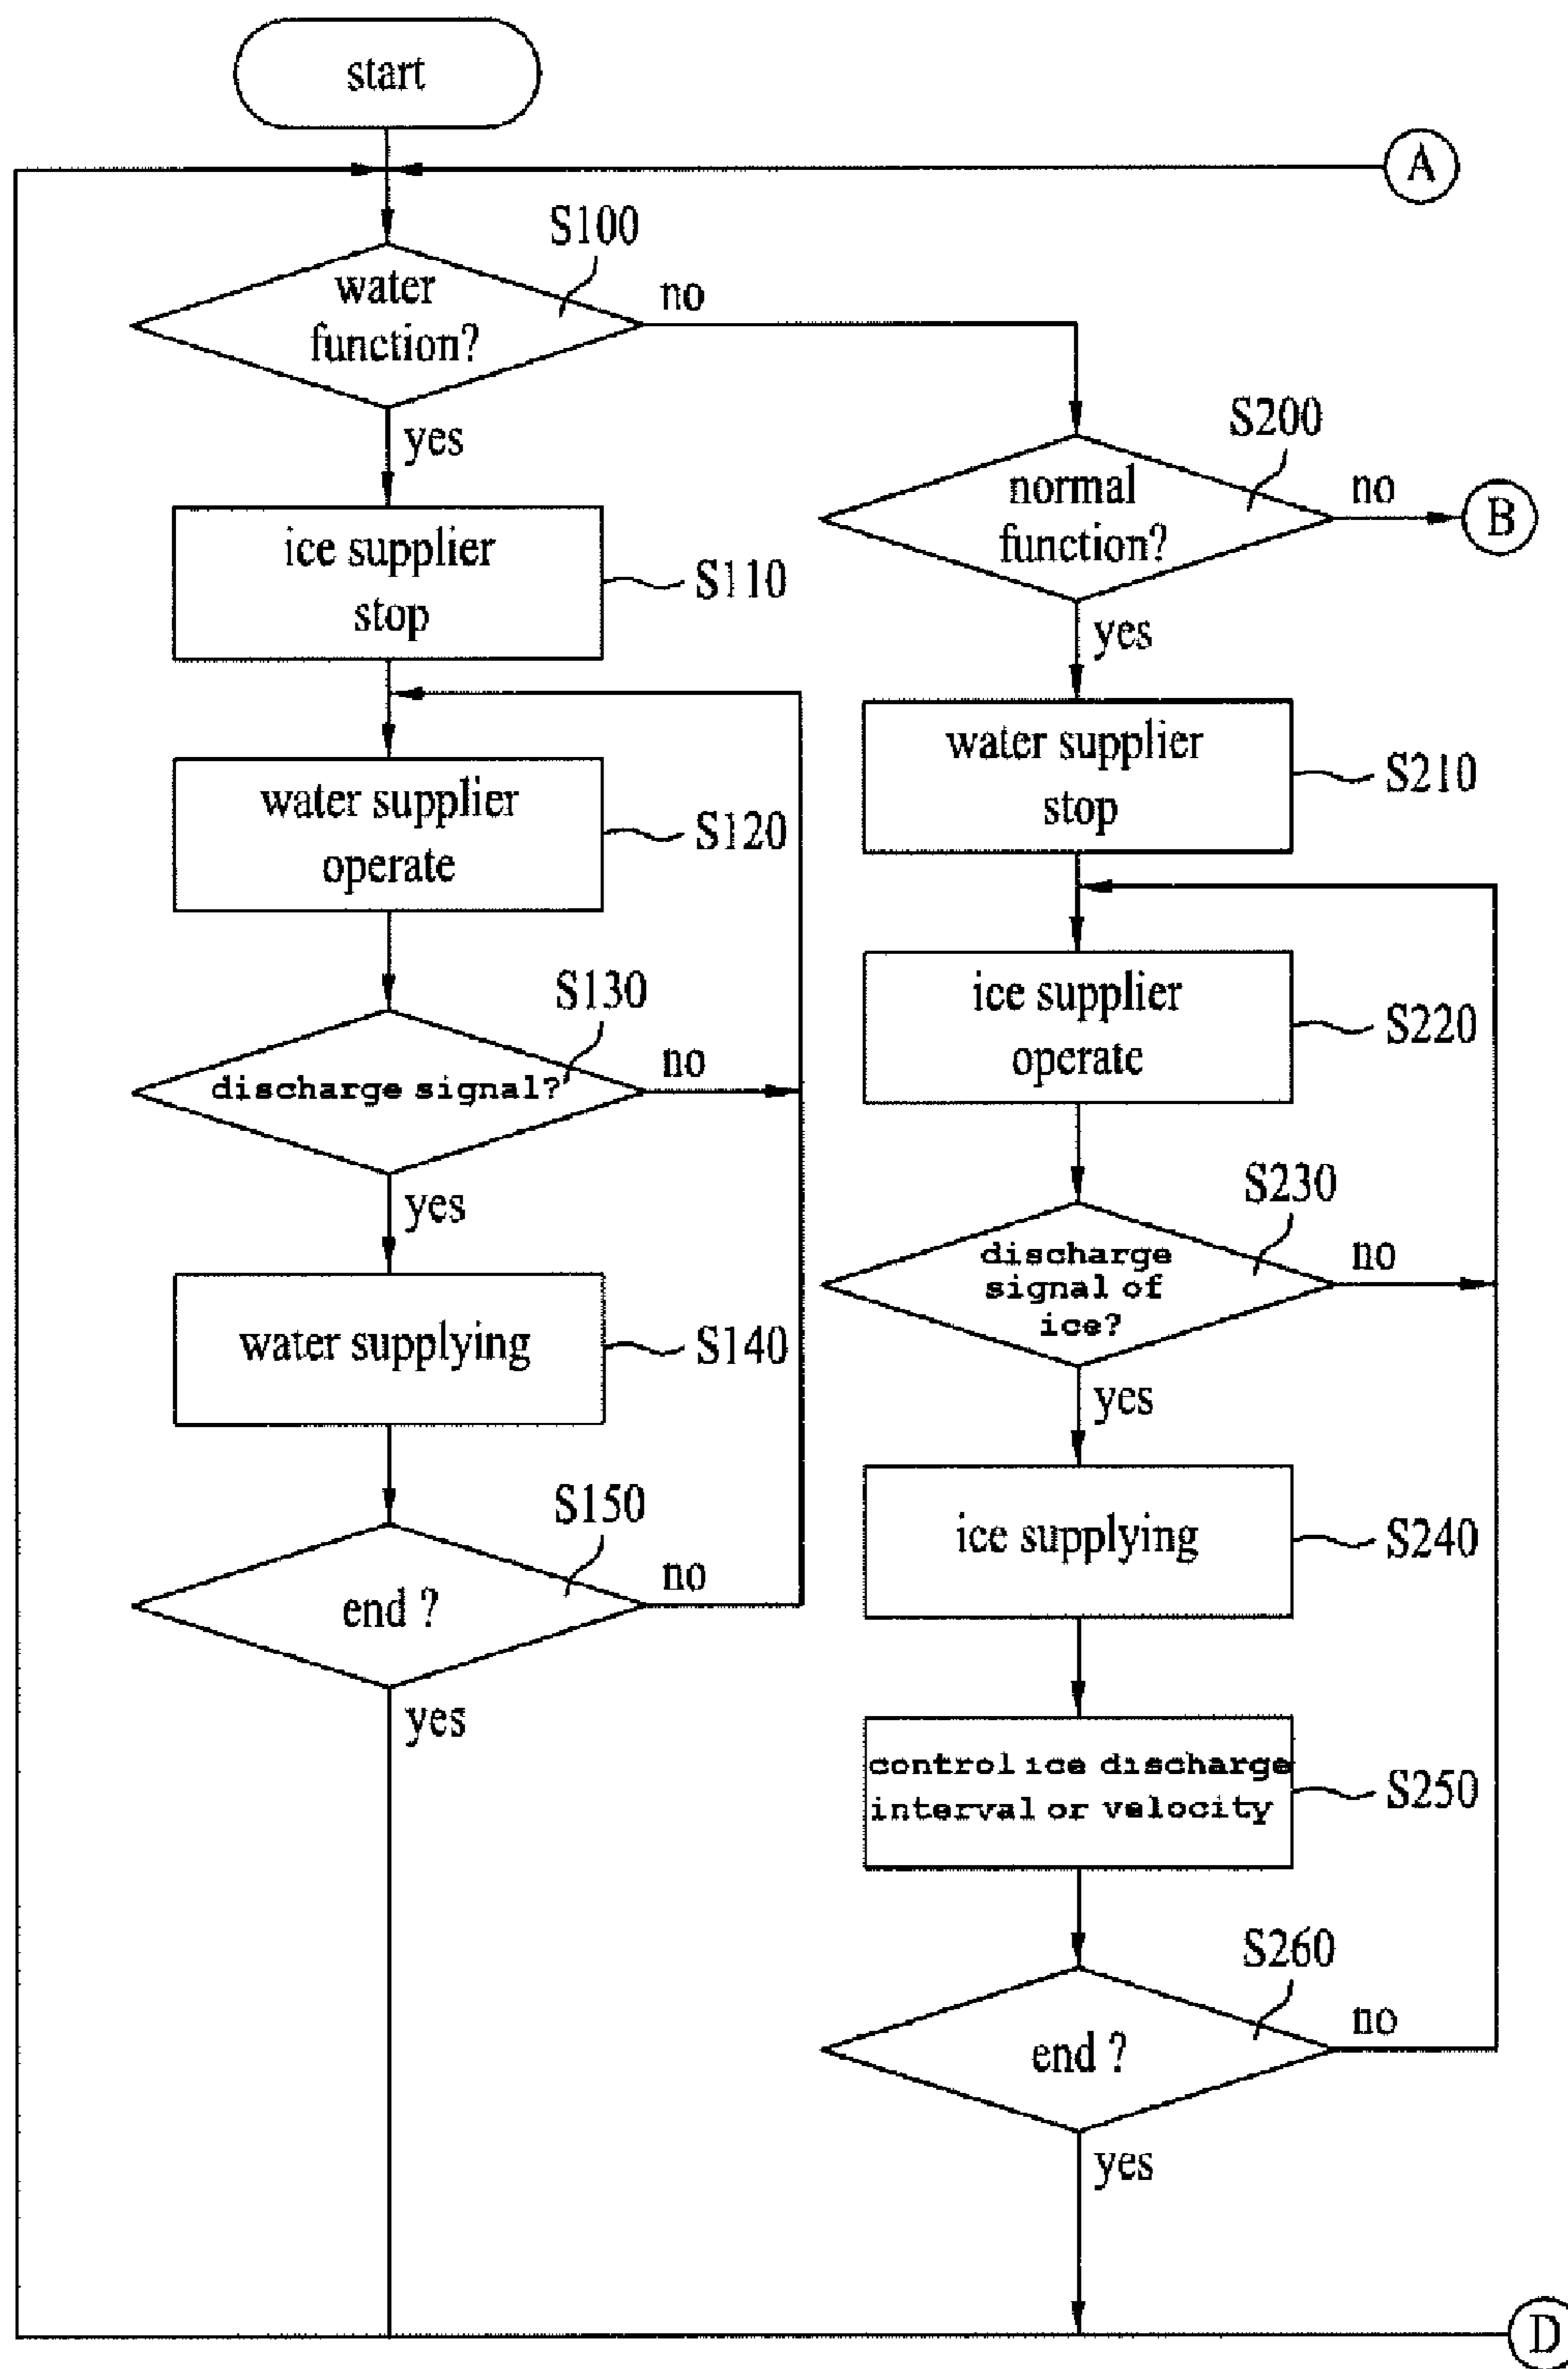 start
A
S100
water
function?
no
yes
S200
normal
function?
no
B
yes
ice supplier
stop
S110
water supplier
stop
S210
water supplier
operate
S120
ice supplier
operate
S220
S130
discharge signal?
no
yes
S230
discharge
signal of
ice?
no
yes
water supplying
S140
ice supplying
S240
S150
end ?
no
yes
control ice discharge
interval or velocity
S250
S260
end ?
no
yes
D